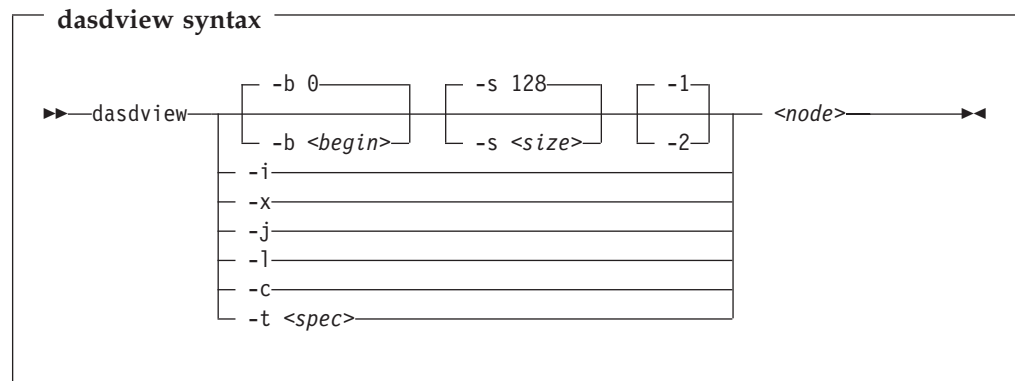 dasdview syntax
-b 0 -s 128 -1
dasdview <node>
-b <begin> -s <size> -2
-i
-x
-j
-l
-c
-t <spec>